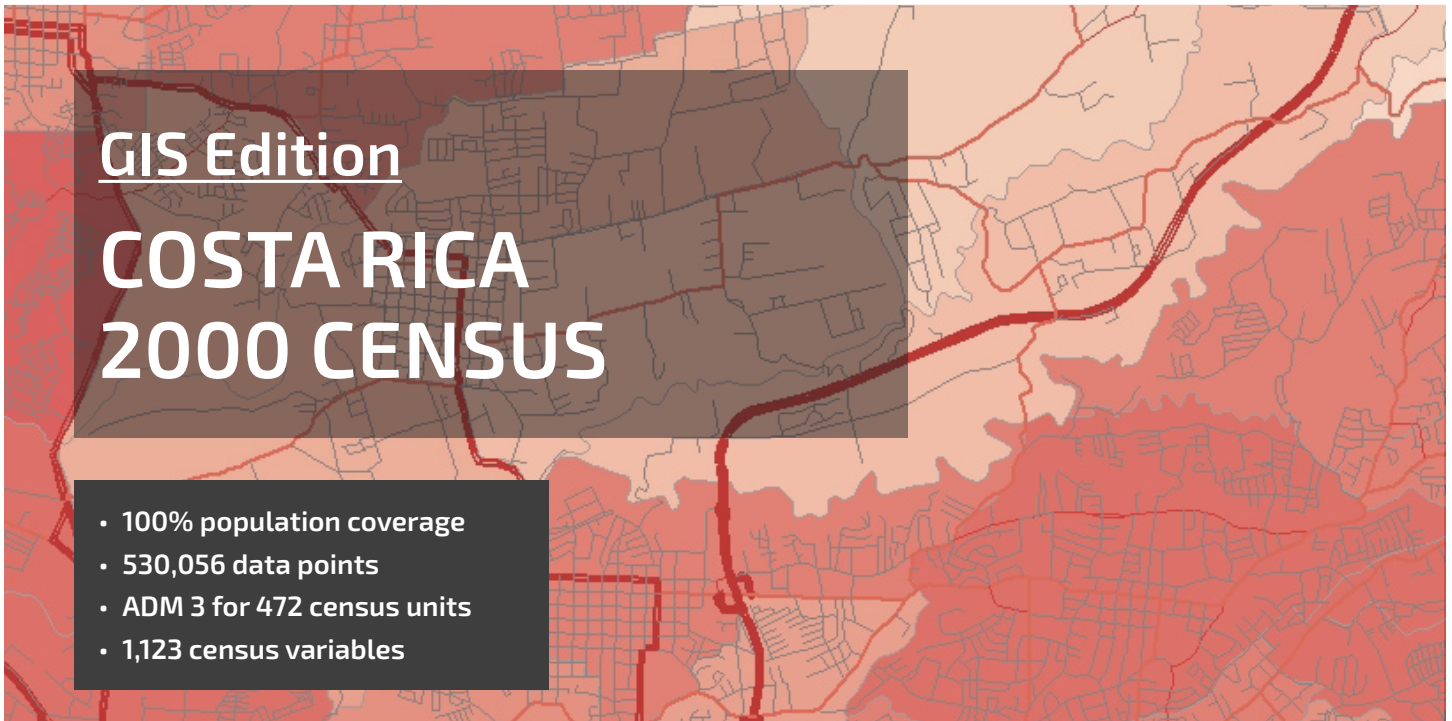 GIS Edition
COSTA RICA
2000 CENSUS
• 100% population coverage
• 530,056 data points
• ADM 3 for 472 census units
• 1,123 census variables